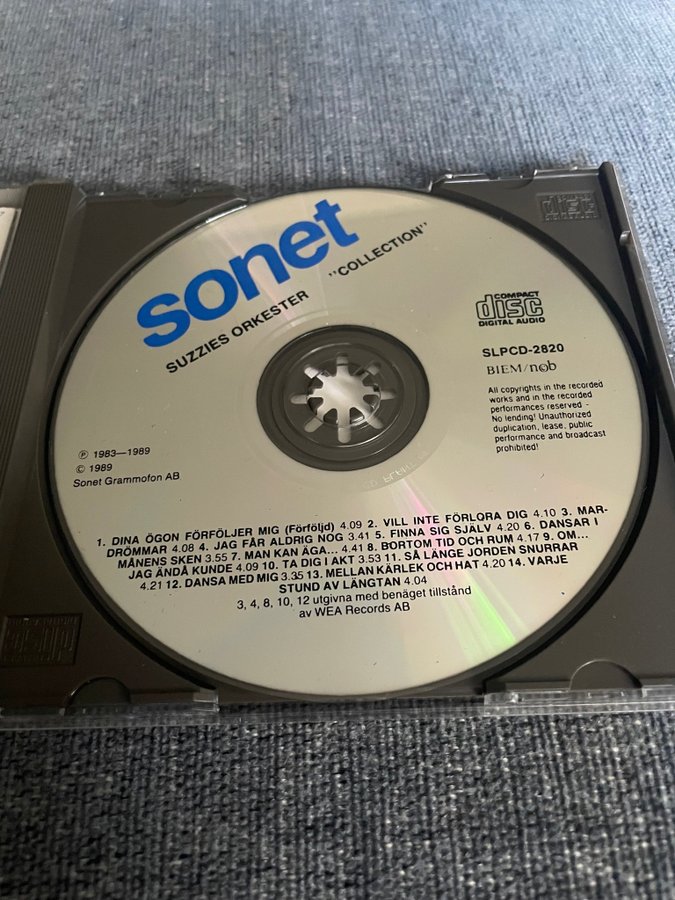 sonet
SUZZIES ORKESTER "COLLECTION"
COMPACT
disc
DIGITAL AUDIO
SLPCD-2820
BIEM/n©b
All copyrights in the recorded
works and in the recorded
performances reserved -
No lending! Unauthorized
duplication, lease, public
performance and broadcast
prohibited!
Ⓟ 1983—1989
© 1989
Sonet Grammofon AB
1. DINA ÖGON FÖRFÖLJER MIG (Förföljd) 4.09 2. VILL INTE FÖRLORA DIG 4.10 3. MAR-
DRÖMMAR 4.08 4. JAG FÅR ALDRIG NOG 3.41 5. FINNA SIG SJÄLV 4.20 6. DANSAR I
MÅNENS SKEN 3.55 7. MAN KAN ÄGA... 4.41 8. BORTOM TID OCH RUM 4.17 9. OM...
JAG ÄNDÅ KUNDE 4.09 10. TA DIG I AKT 3.53 11. SÅ LÄNGE JORDEN SNURRAR
4.21 12. DANSA MED MIG 3.35 13. MELLAN KÄRLEK OCH HAT 4.20 14. VARJE
STUND AV LÄNGTAN 4.04
3, 4, 8, 10, 12 utgivna med benäget tillstånd
av WEA Records AB